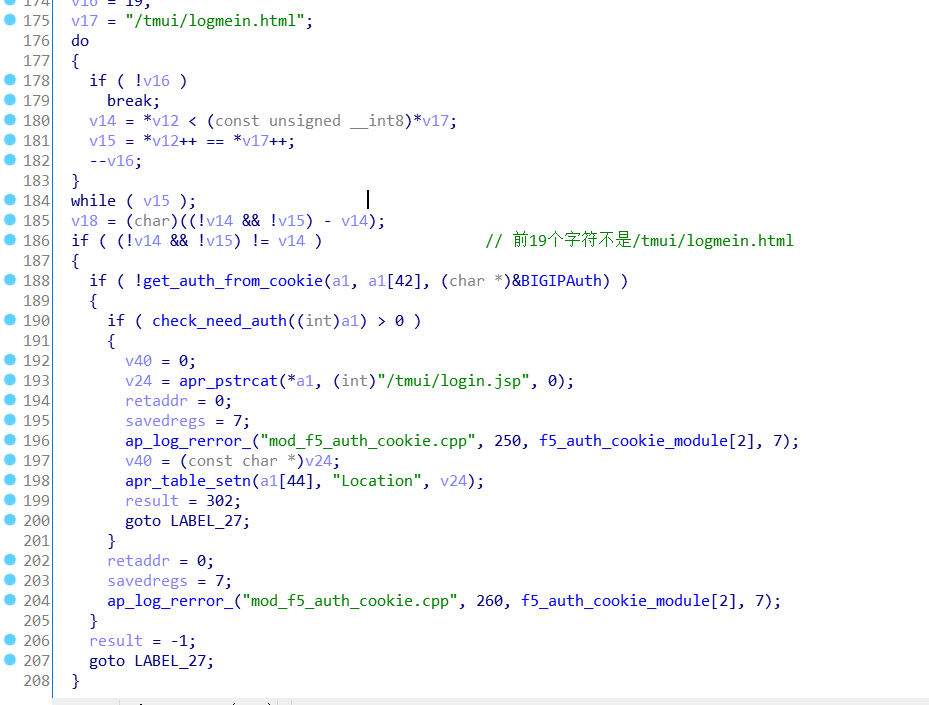 174 v16 = 19;
175 v17 = "/tmui/logmein.html";
176 do
177 {
178 if ( !v16 )
179 break;
180 v14 = *v12 < (const unsigned __int8)*v17;
181 v15 = *v12++ == *v17++;
182 --v16;
183 }
184 while ( v15 );
185 v18 = (char)((!v14 && !v15) - v14);
186 if ( (!v14 && !v15) != v14 ) // 前19个字符不是/tmui/logmein.html
187 {
188 if ( !get_auth_from_cookie(a1, a1[42], (char *)&BIGIPAuth) )
189 {
190 if ( check_need_auth((int)a1) > 0 )
191 {
192 v40 = 0;
193 v24 = apr_pstrcat(*a1, (int)"/tmui/login.jsp", 0);
194 retaddr = 0;
195 savedregs = 7;
196 ap_log_rerror_("mod_f5_auth_cookie.cpp", 250, f5_auth_cookie_module[2], 7);
197 v40 = (const char *)v24;
198 apr_table_setn(a1[44], "Location", v24);
199 result = 302;
200 goto LABEL_27;
201 }
202 retaddr = 0;
203 savedregs = 7;
204 ap_log_rerror_("mod_f5_auth_cookie.cpp", 260, f5_auth_cookie_module[2], 7);
205 }
206 result = -1;
207 goto LABEL_27;
208 }